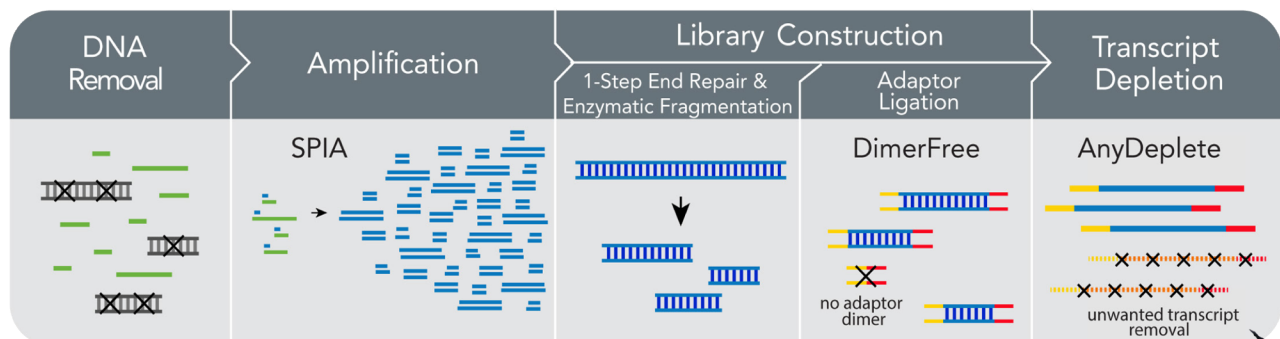 DNA
Removal
Amplification
Library Construction
1-Step End Repair &
Enzymatic Fragmentation
Adaptor
Ligation
Transcript
Depletion
SPIA
DimerFree
no adaptor
dimer
AnyDeplete
unwanted transcript
removal